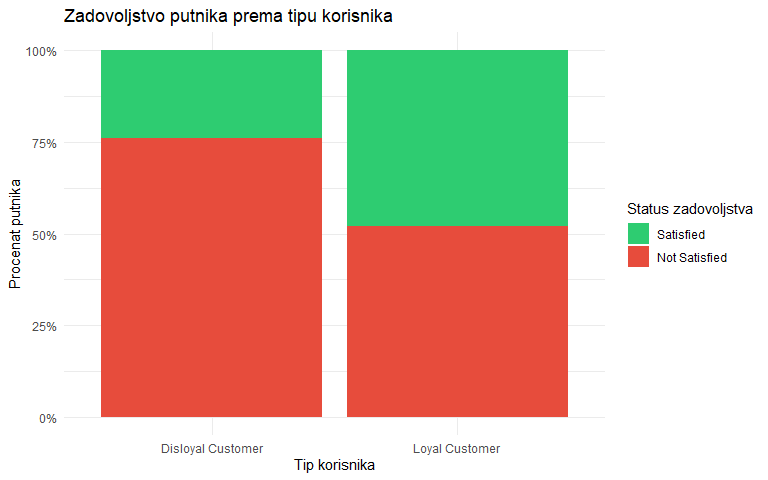 Zadovoljstvo putnika prema tipu korisnika
100%
75%
50%
25%
0%
Procenat putnika
Disloyal Customer
Loyal Customer
Tip korisnika
Status zadovoljstva
Satisfied
Not Satisfied